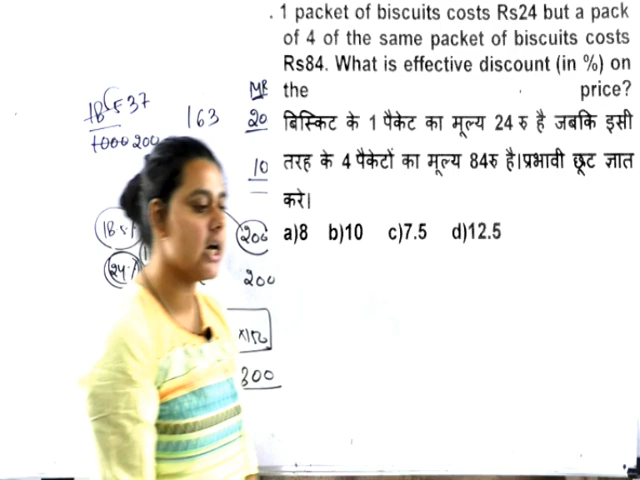 . 1 packet of biscuits costs Rs24 but a pack
of 4 of the same packet of biscuits costs
Rs84. What is effective discount (in %) on
the price?
बिस्किट के 1 पैकेट का मूल्य 24 रु है जबकि इसी
तरह के 4 पैकेटों का मूल्य 84रु है।प्रभावी छूट ज्ञात
करे।
a)8 b)10 c)7.5 d)12.5
37
163
20
200
10
200
200
300